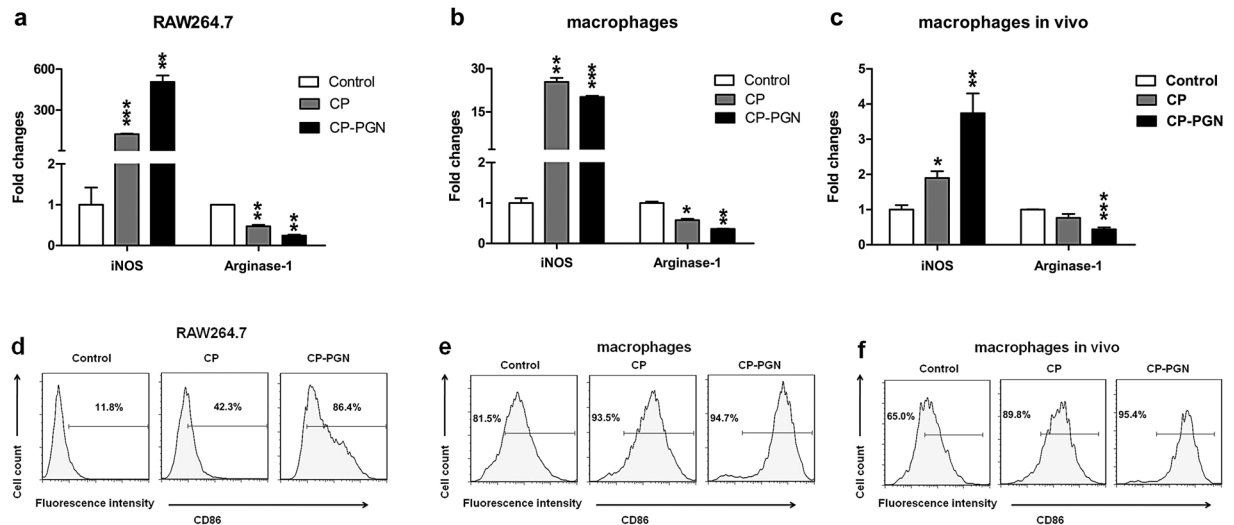 a
RAW264.7
Fold changes
600
300
2
1
0
***
**
**
**
iNOS
Arginase-1
Control
CP
CP-PGN
b
macrophages
Fold changes
30
15
2
1
0
**
***
*
**
iNOS
Arginase-1
Control
CP
CP-PGN
c
macrophages in vivo
Fold changes
5
4
3
2
1
0
*
**
***
iNOS
Arginase-1
Control
CP
CP-PGN
d
RAW264.7
Control
CP
CP-PGN
11.8%
42.3%
86.4%
Cell count
Fluorescence intensity
CD86
e
macrophages
Control
CP
CP-PGN
81.5%
93.5%
94.7%
Cell count
Fluorescence intensity
CD86
f
macrophages in vivo
Control
CP
CP-PGN
65.0%
89.8%
95.4%
Cell count
Fluorescence intensity
CD86